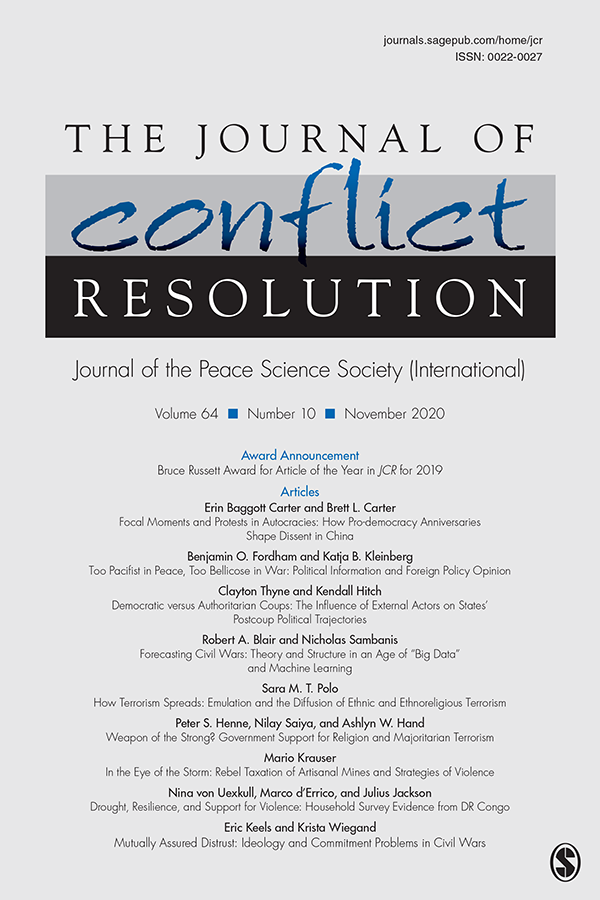 journals.sagepub.com/home/jcr
ISSN: 0022-0027
THE JOURNAL OF
conflict
RESOLUTION
Journal of the Peace Science Society (International)
Volume 64 ■ Number 10 ■ November 2020
Award Announcement
Bruce Russett Award for Article of the Year in JCR for 2019
Articles
Erin Baggott Carter and Brett L. Carter
Focal Moments and Protests in Autocracies: How Pro-democracy Anniversaries
Shape Dissent in China
Benjamin O. Fordham and Katja B. Kleinberg
Too Pacifist in Peace, Too Bellicose in War: Political Information and Foreign Policy Opinion
Clayton Thyne and Kendall Hitch
Democratic versus Authoritarian Coups: The Influence of External Actors on States’
Postcoup Political Trajectories
Robert A. Blair and Nicholas Sambanis
Forecasting Civil Wars: Theory and Structure in an Age of “Big Data”
and Machine Learning
Sara M. T. Polo
How Terrorism Spreads: Emulation and the Diffusion of Ethnic and Ethnoreligious Terrorism
Peter S. Henne, Nilay Saiya, and Ashlyn W. Hand
Weapon of the Strong? Government Support for Religion and Majoritarian Terrorism
Mario Krauser
In the Eye of the Storm: Rebel Taxation of Artisanal Mines and Strategies of Violence
Nina von Uexkull, Marco d’Errico, and Julius Jackson
Drought, Resilience, and Support for Violence: Household Survey Evidence from DR Congo
Eric Keels and Krista Wiegand
Mutually Assured Distrust: Ideology and Commitment Problems in Civil Wars
S